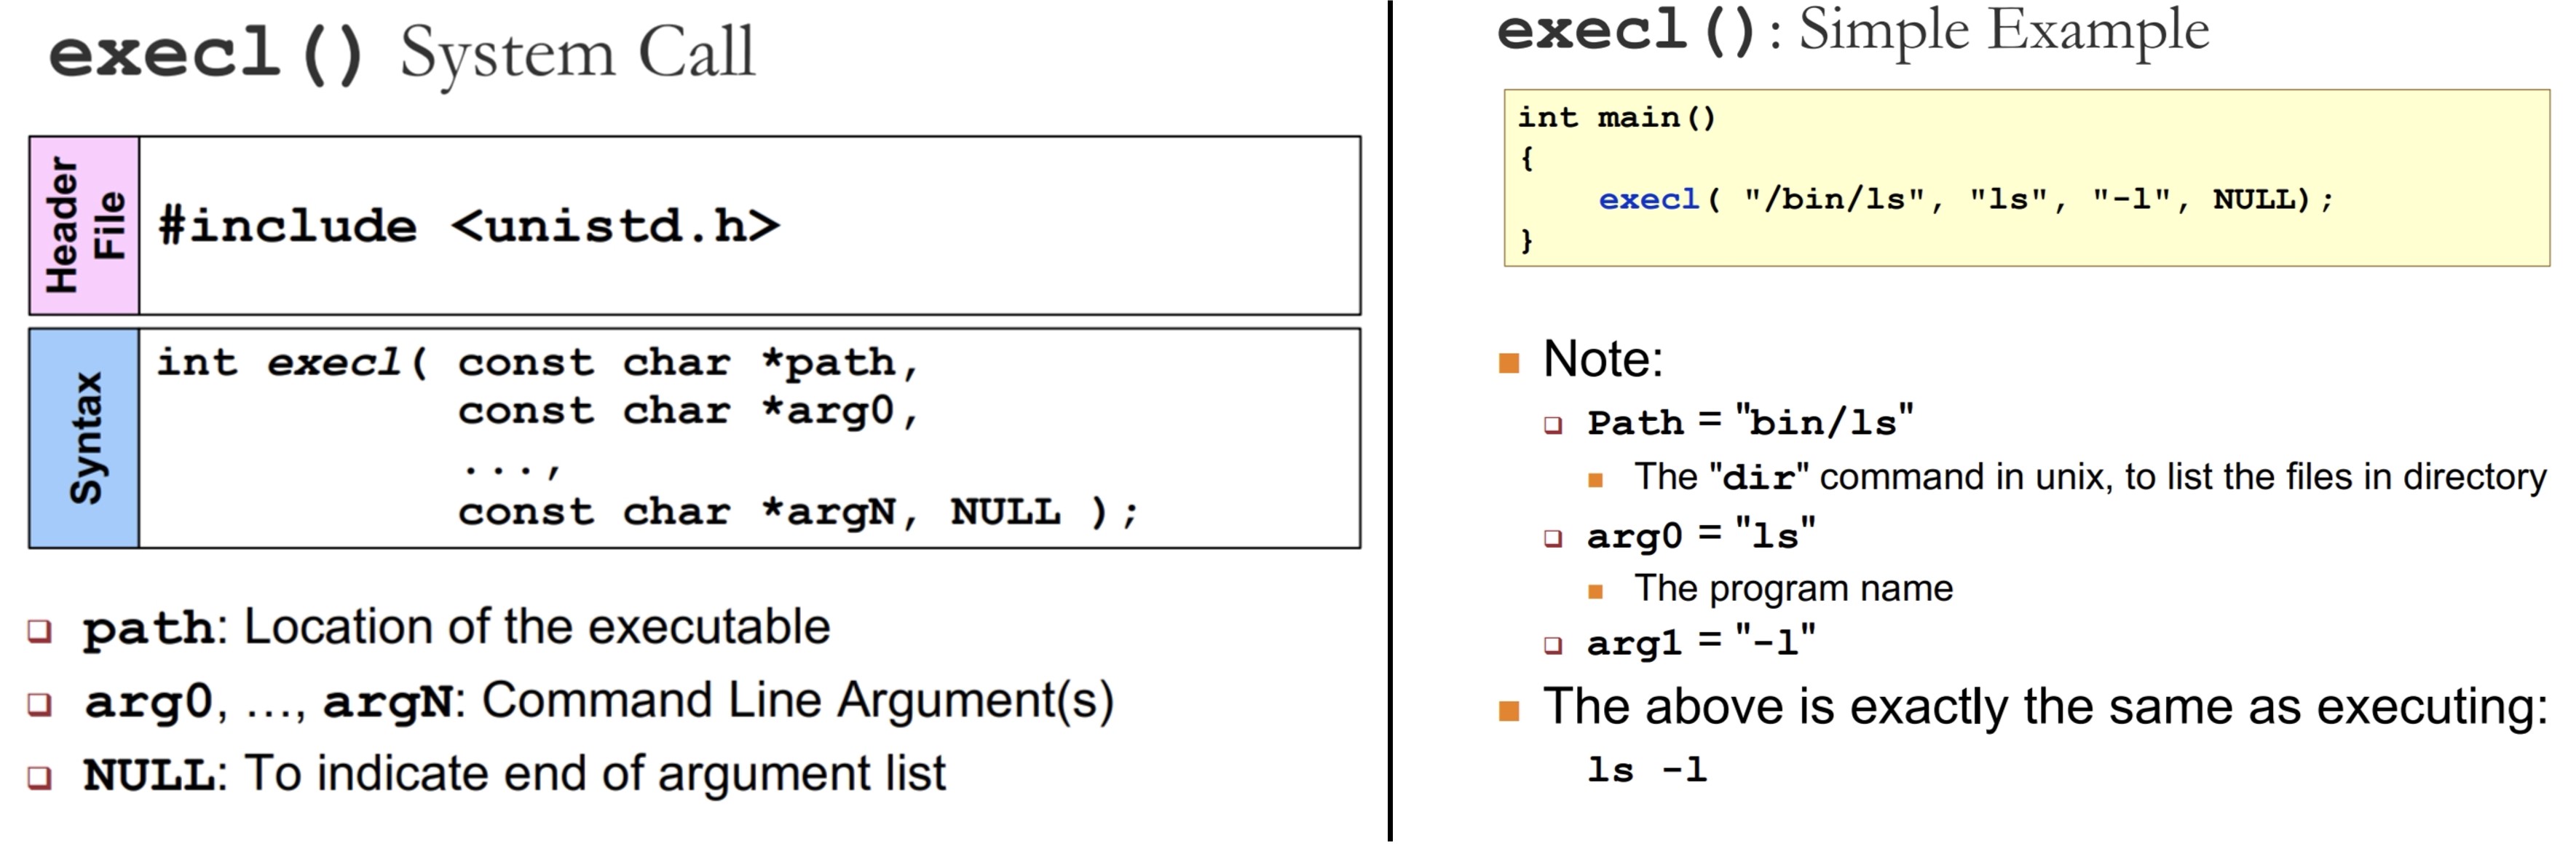 execl() System Call
Header
File
#include <unistd.h>
Syntax
int execl( const char *path,
const char *arg0,
...,
const char *argN, NULL );
path: Location of the executable
arg0, …, argN: Command Line Argument(s)
NULL: To indicate end of argument list
execl(): Simple Example
int main()
{
execl( "/bin/ls", "ls", "-l", NULL);
}
Note:
Path = "bin/ls"
The "dir" command in unix, to list the files in directory
arg0 = "ls"
The program name
arg1 = "-l"
The above is exactly the same as executing:
ls -l